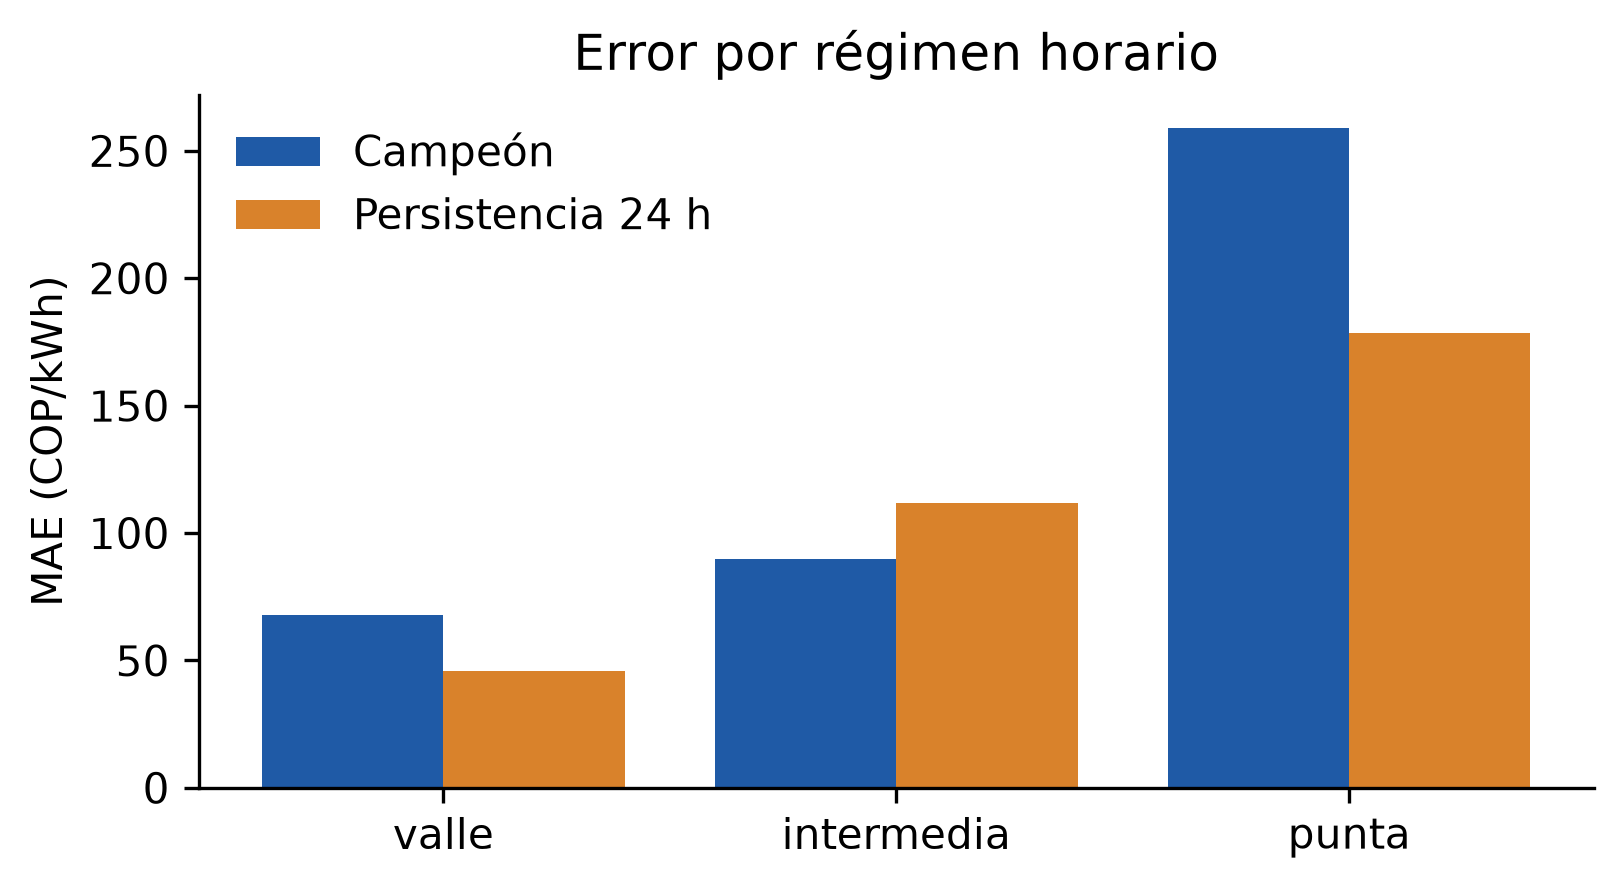 Error por régimen horario
Campeón
Persistencia 24 h
MAE (COP/kWh)
250
200
150
100
50
0
valle
intermedia
punta